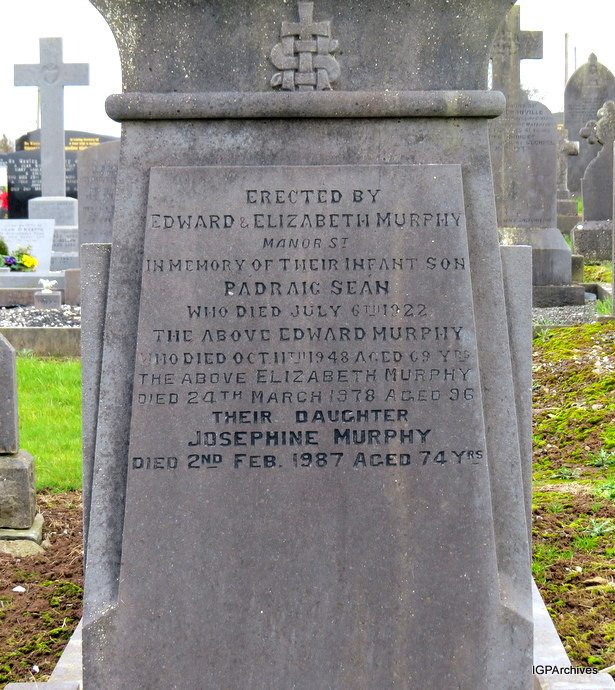 ERECTED BY
EDWARD & ELIZABETH MURPHY
MANOR ST
IN MEMORY OF THEIR INFANT SON
PADRAIG SEAN
WHO DIED JULY 6TH 1922
THE ABOVE EDWARD MURPHY
WHO DIED OCT 11TH 1948 AGED 69 YRS
THE ABOVE ELIZABETH MURPHY
DIED 24TH MARCH 1978 AGED 96
THEIR DAUGHTER
JOSEPHINE MURPHY
DIED 2ND FEB. 1987 AGED 74 YRS
IGPArchives